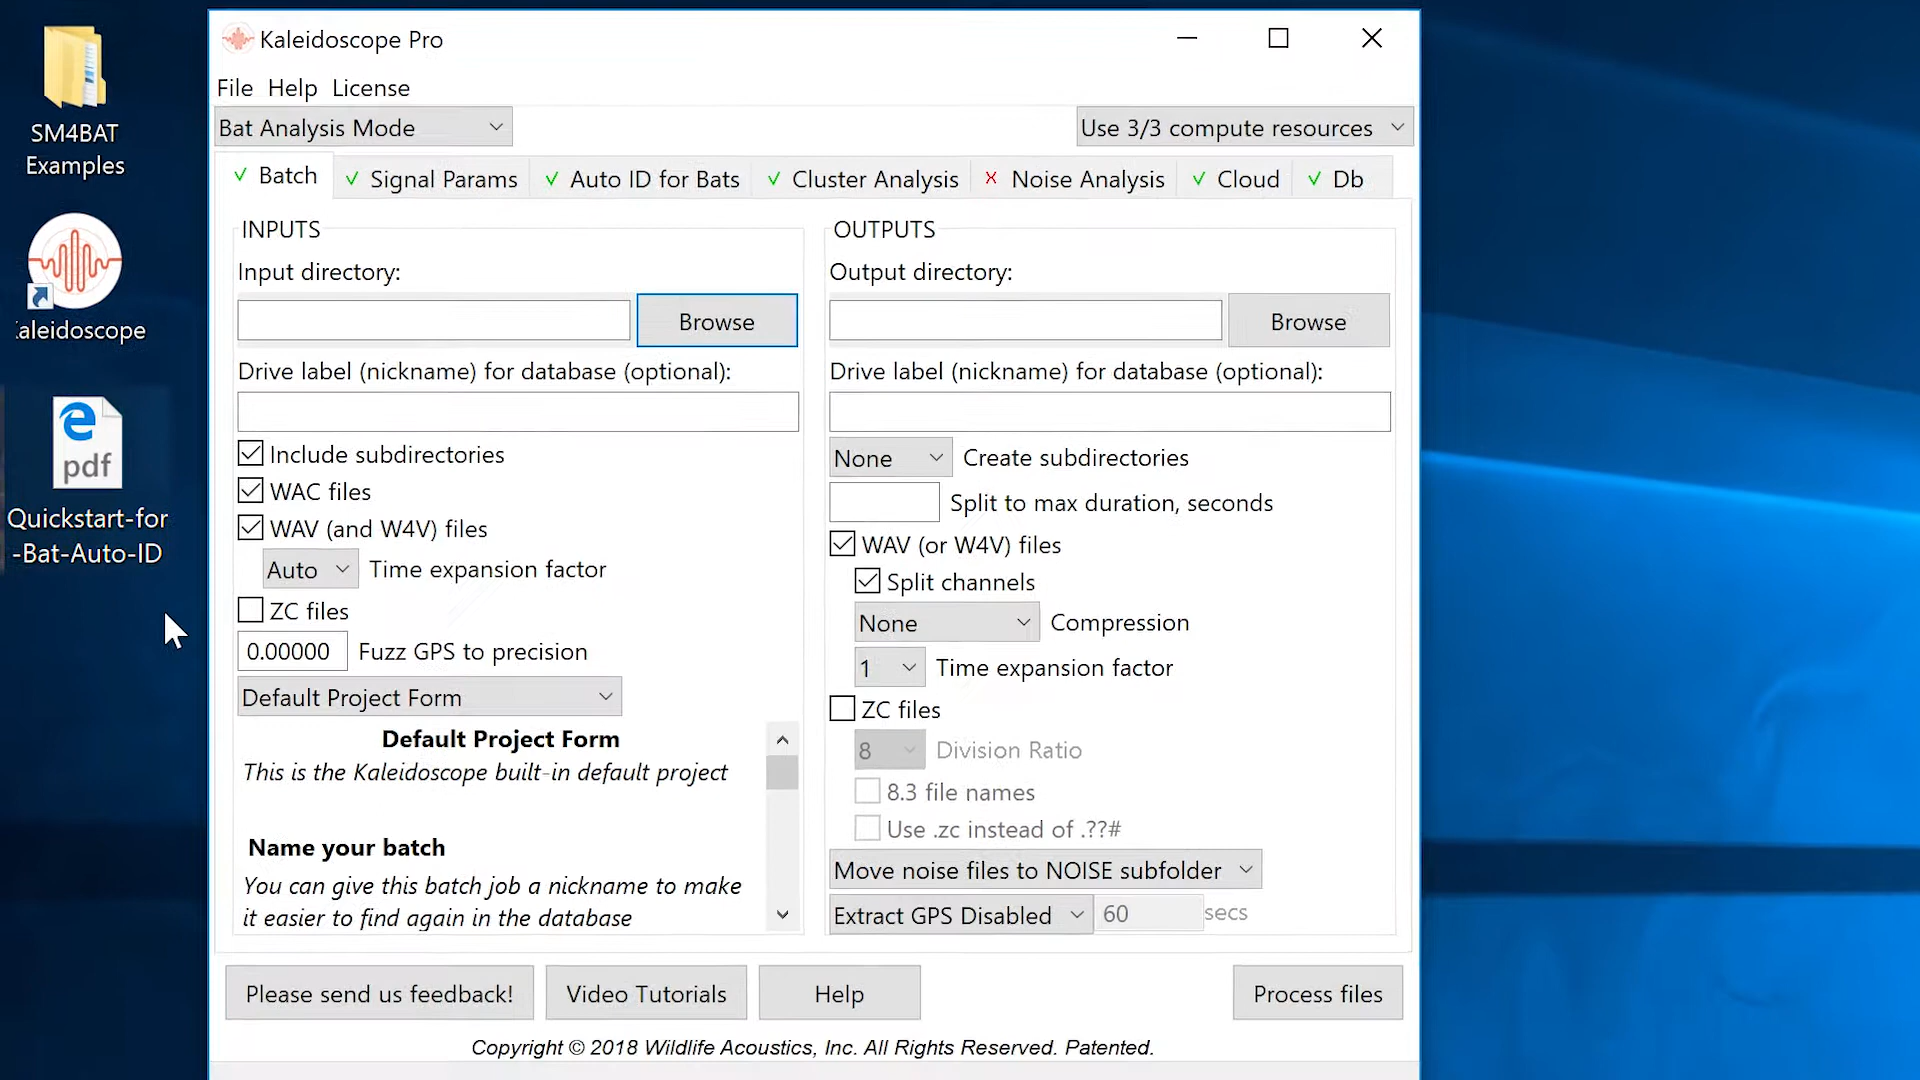 SM4BAT
Examples
aleidoscope
pdf
Quickstart-for
-Bat-Auto-ID
Kaleidoscope Pro
File Help License
Bat Analysis Mode
Use 3/3 compute resources
Batch
Signal Params
Auto ID for Bats
Cluster Analysis
Noise Analysis
Cloud
Db
INPUTS
Input directory:
Browse
Drive label (nickname) for database (optional):
Include subdirectories
WAC files
WAV (and W4V) files
Auto Time expansion factor
ZC files
0.00000 Fuzz GPS to precision
Default Project Form
Default Project Form
This is the Kaleidoscope built-in default project
Name your batch
You can give this batch job a nickname to make
it easier to find again in the database
OUTPUTS
Output directory:
Browse
Drive label (nickname) for database (optional):
None Create subdirectories
Split to max duration, seconds
WAV (or W4V) files
Split channels
None Compression
1 Time expansion factor
ZC files
8 Division Ratio
8.3 file names
Use .zc instead of .??#
Move noise files to NOISE subfolder
Extract GPS Disabled 60 secs
Please send us feedback!
Video Tutorials
Help
Process files
Copyright © 2018 Wildlife Acoustics, Inc. All Rights Reserved. Patented.